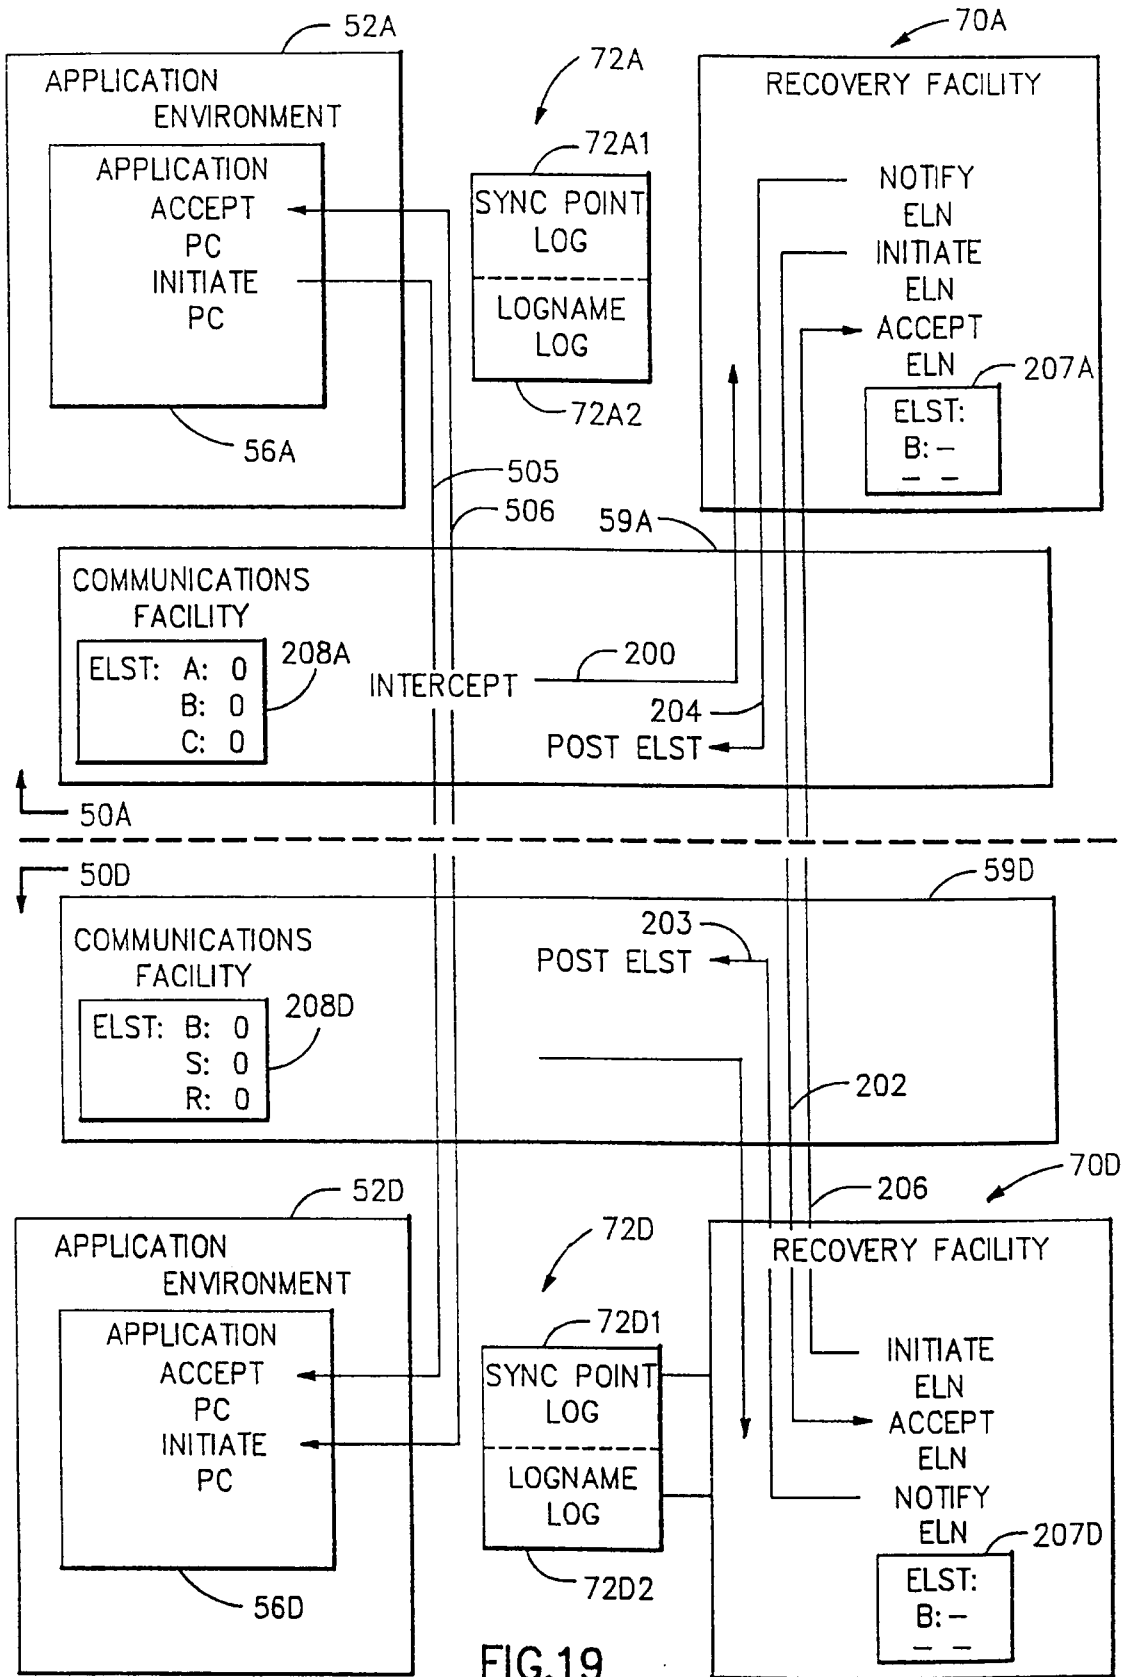 52A
APPLICATION
ENVIRONMENT
APPLICATION
ACCEPT
PC
INITIATE
PC
56A
72A
72A1
SYNC POINT
LOG
LOGNAME
LOG
72A2
70A
RECOVERY FACILITY
NOTIFY
ELN
INITIATE
ELN
ACCEPT
ELN
207A
ELST:
B: –
– –
505
506
59A
COMMUNICATIONS
FACILITY
ELST: A: 0
B: 0
C: 0
208A
INTERCEPT
200
204
POST ELST
50A
50D
59D
COMMUNICATIONS
FACILITY
ELST: B: 0
S: 0
R: 0
208D
203
POST ELST
202
206
52D
APPLICATION
ENVIRONMENT
APPLICATION
ACCEPT
PC
INITIATE
PC
56D
72D
72D1
SYNC POINT
LOG
LOGNAME
LOG
72D2
70D
RECOVERY FACILITY
INITIATE
ELN
ACCEPT
ELN
NOTIFY
ELN
207D
ELST:
B: –
– –
FIG.19